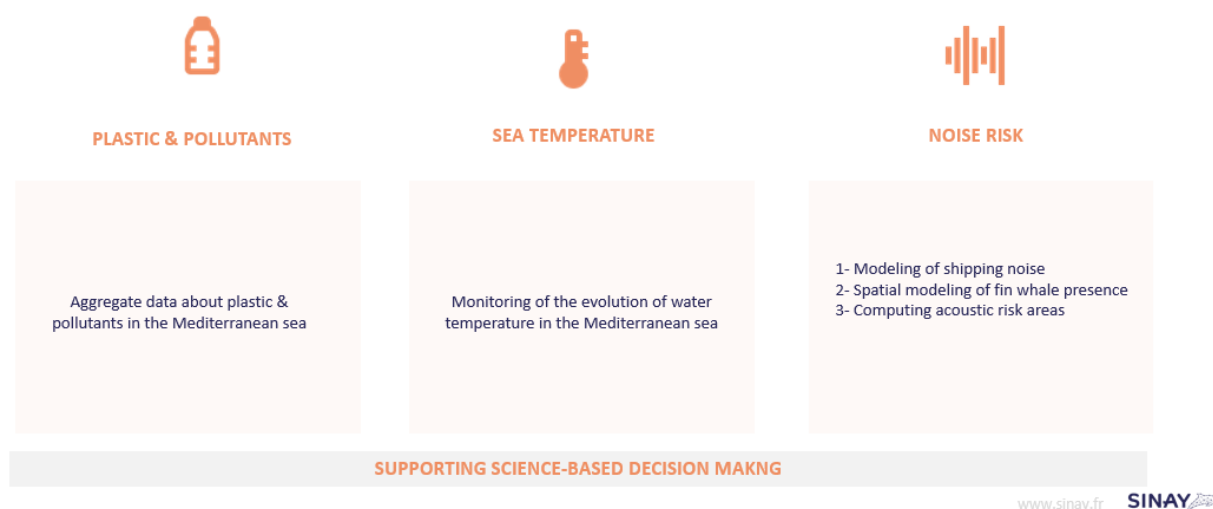 PLASTIC & POLLUTANTS
SEA TEMPERATURE
NOISE RISK
Aggregate data about plastic &
pollutants in the Mediterranean sea
Monitoring of the evolution of water
temperature in the Mediterranean sea
1- Modeling of shipping noise
2- Spatial modeling of fin whale presence
3- Computing acoustic risk areas
SUPPORTING SCIENCE-BASED DECISION MAKNG
www.sinay.fr
SINAY